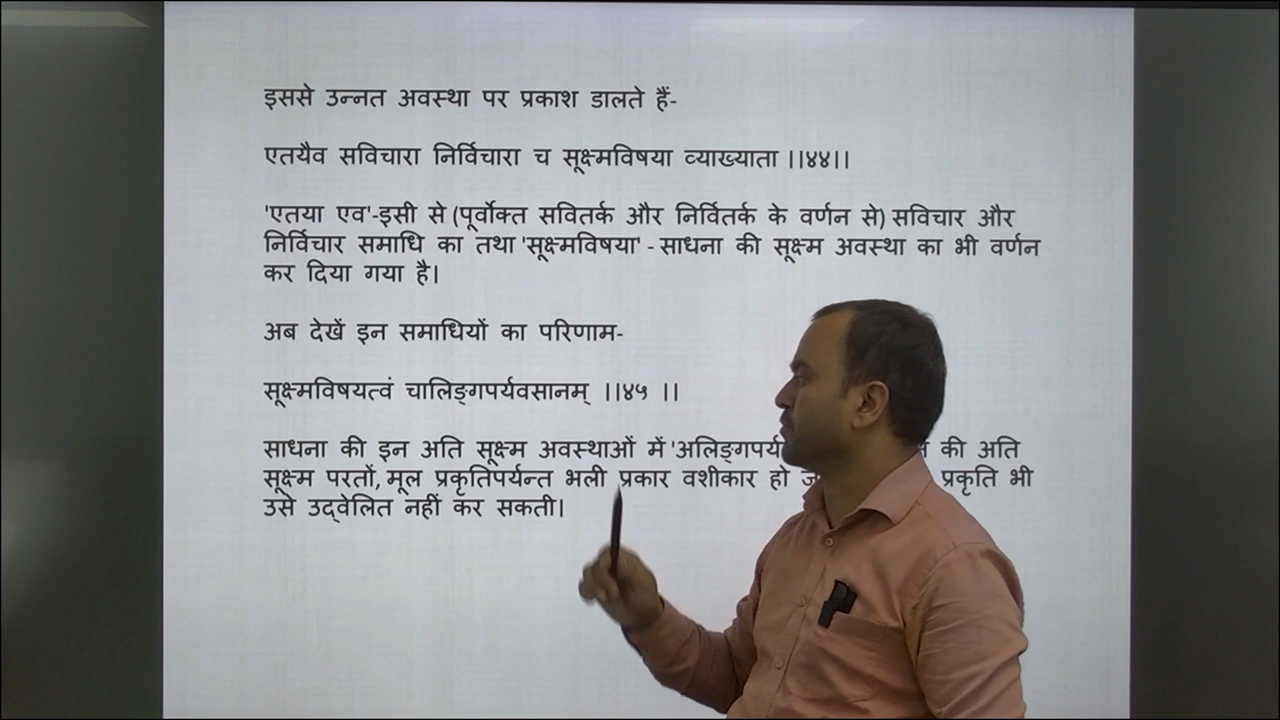 इससे उन्नत अवस्था पर प्रकाश डालते हैं-
एतयैव सविचारा निर्विचारा च सूक्ष्मविषया व्याख्याता ।।४४।।
'एतया एव'-इसी से (पूर्वोक्त सवितर्क और निर्वितर्क के वर्णन से) सविचार और
निर्विचार समाधि का तथा 'सूक्ष्मविषया' - साधना की सूक्ष्म अवस्था का भी वर्णन
कर दिया गया है।
अब देखें इन समाधियों का परिणाम-
सूक्ष्मविषयत्वं चालिङ्गपर्यवसानम् ।।४५ ।।
साधना की इन अति सूक्ष्म अवस्थाओं में की अति
सूक्ष्म परतों, मूल प्रकृतिपर्यन्त भली प्रकार वशीकार हो प्रकृति भी
उसे उद्वेलित नहीं कर सकती।